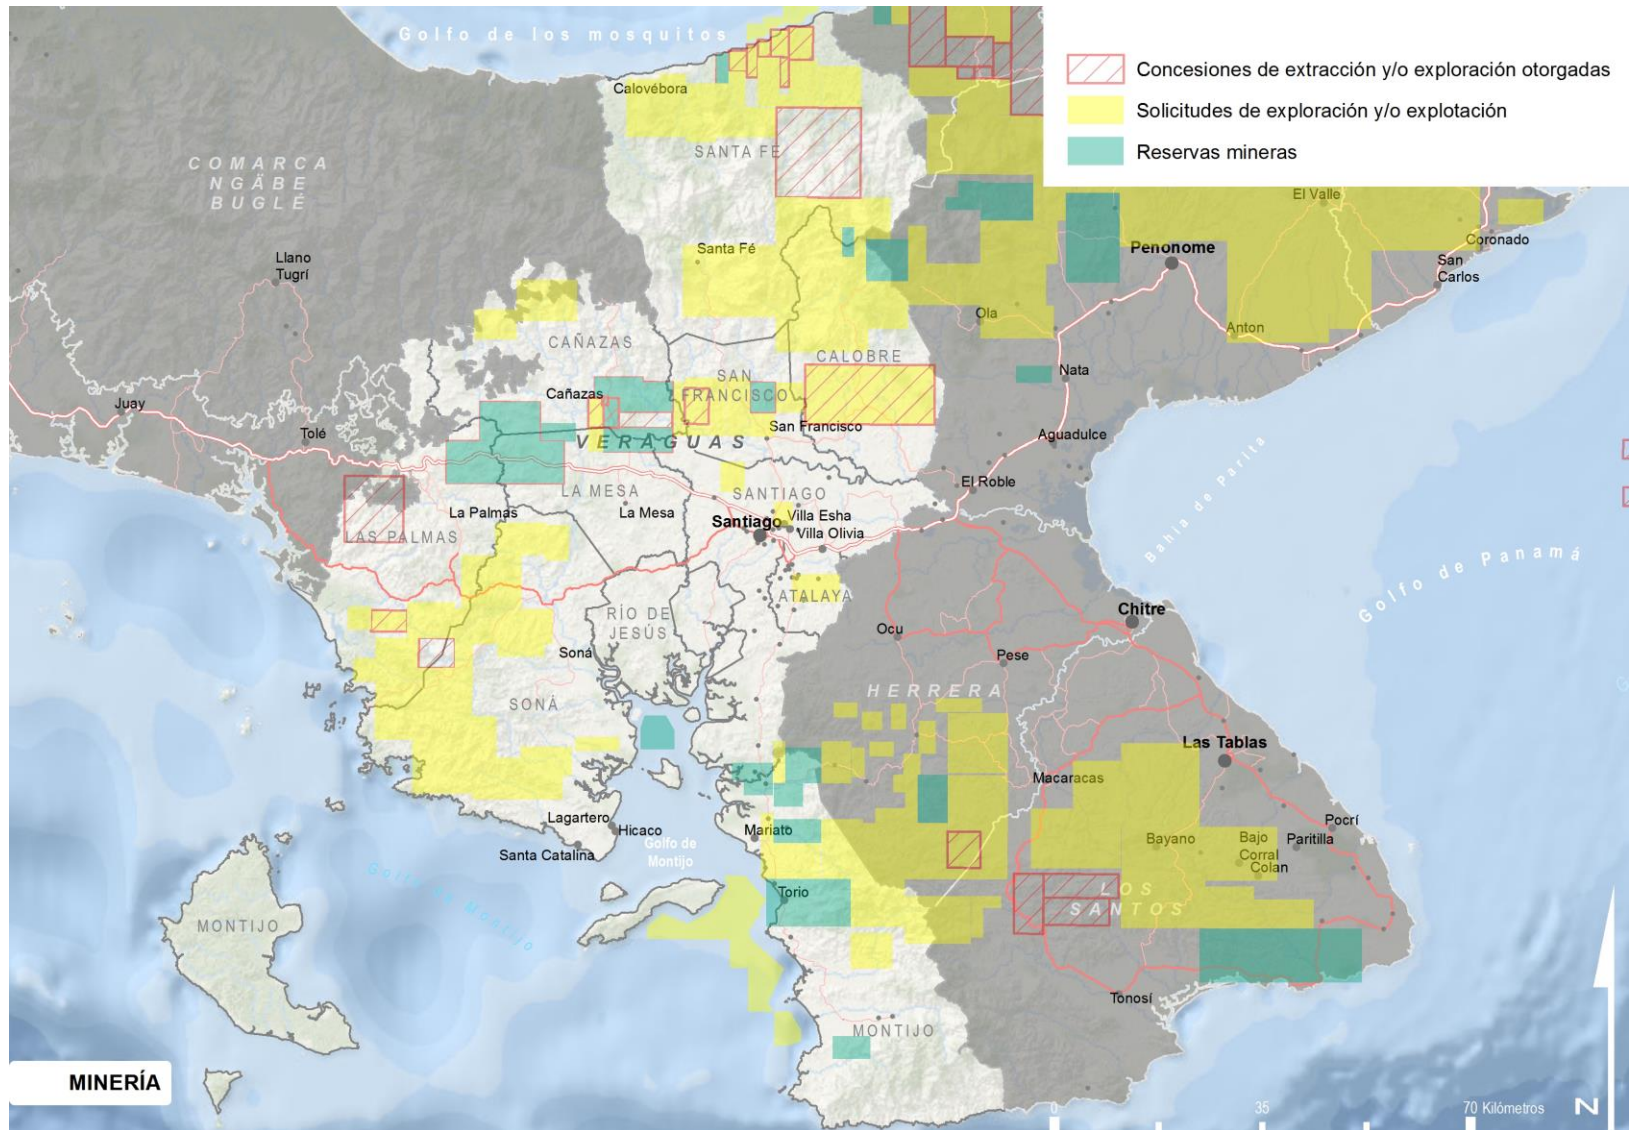 Golfo de los mosquitos
Concesiones de extracción y/o exploración otorgadas
Solicitudes de exploración y/o explotación
Reservas mineras
Calovébora
SANTA FE
COMARCA
NGÄBE
BUGLÉ
El Valle
Santa Fé
Penonome
Coronado
San
Carlos
Llano
Tugrí
Ola
Anton
CAÑAZAS
CALOBRE
Nata
SAN
FRANCISCO
Cañazas
Juay
Tolé
San Francisco
VERAGUAS
Aguadulce
El Roble
LA MESA
SANTIAGO
La Palmas
La Mesa
Santiago
Villa Esha
Villa Olivia
LAS PALMAS
Bahia de Parita
Golfo de Panamá
ATALAYA
RÍO DE
JESÚS
Chitre
Ocu
Soná
Pese
HERRERA
SONÁ
Las Tablas
Macaracas
Lagartero
Hicaco
Mariato
Santa Catalina
Golfo de
Montijo
Bayano
Bajo
Corral
Colan
Paritilla
Pocrí
Golfo de Montijo
Torio
LOS
SANTOS
MONTIJO
Tonosí
MONTIJO
MINERÍA
0 35 70 Kilómetros
N